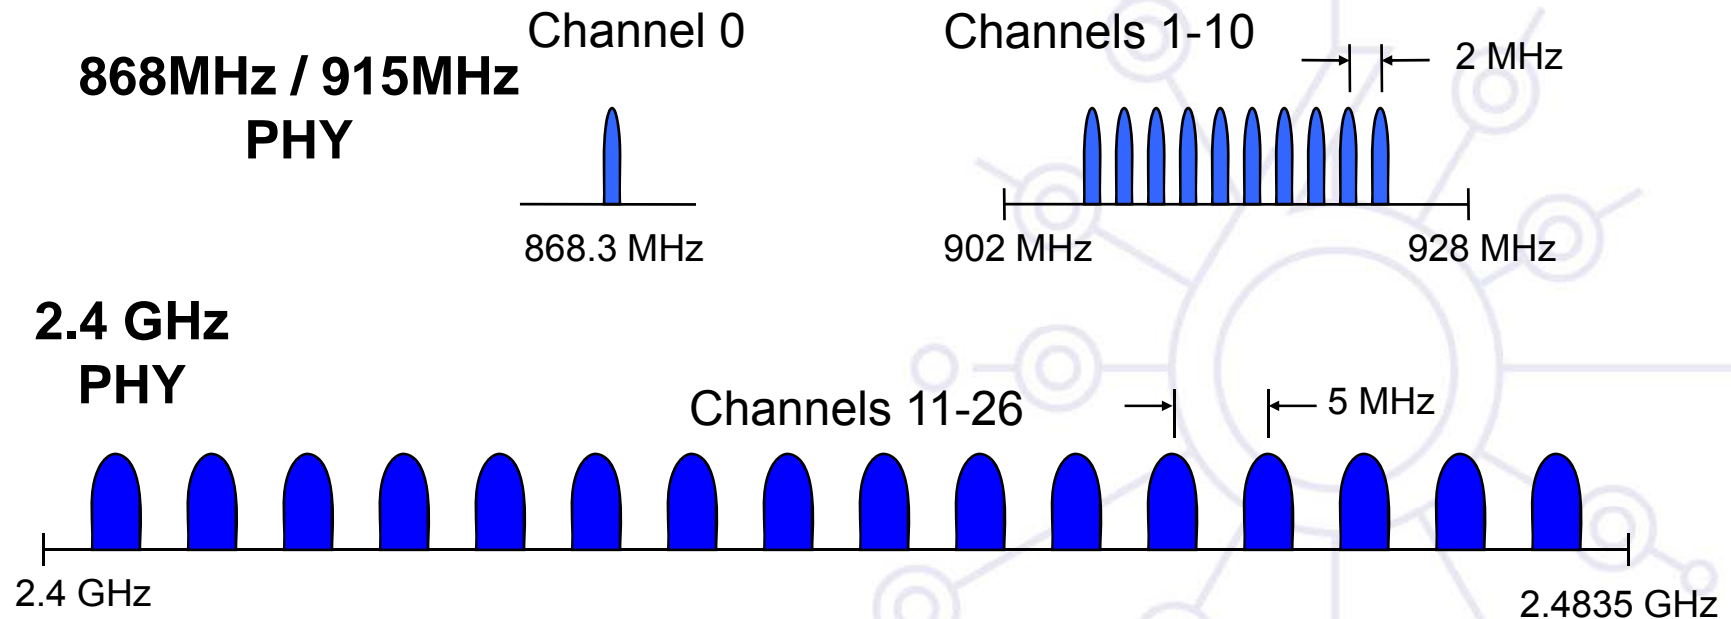 Channel 0
Channels 1-10
2 MHz
868MHz / 915MHz
PHY
868.3 MHz
902 MHz
928 MHz
2.4 GHz
PHY
Channels 11-26
5 MHz
2.4 GHz
2.4835 GHz